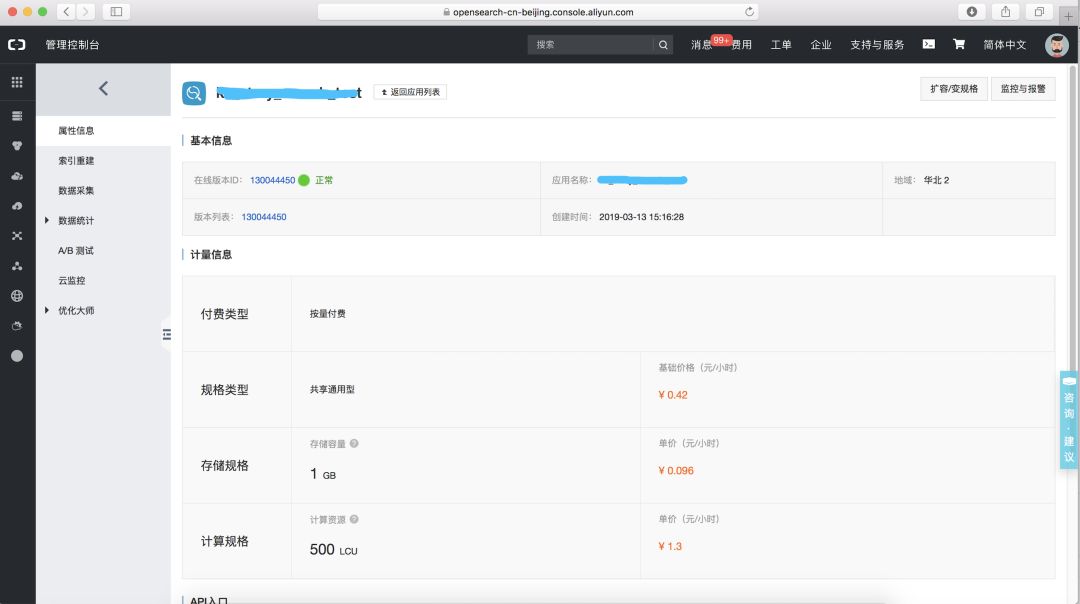 opensearch-cn-beijing.console.aliyun.com
管理控制台
搜索
消息 99+ 费用 工单 企业 支持与服务 简体中文
返回应用列表
扩容/变规格 监控与报警
属性信息
索引重建
数据采集
数据统计
A/B 测试
云监控
优化大师
基本信息
在线版本ID: 130044450 正常 应用名称: 地域: 华北 2
版本列表: 130044450 创建时间: 2019-03-13 15:16:28
计量信息
付费类型 按量付费
规格类型 共享通用型 基础价格（元/小时）
¥ 0.42
存储规格 存储容量 ? 单价（元/小时）
1 GB ¥ 0.096
计算规格 计算资源 ? 单价（元/小时）
500 LCU ¥ 1.3
API入口
咨询·建议